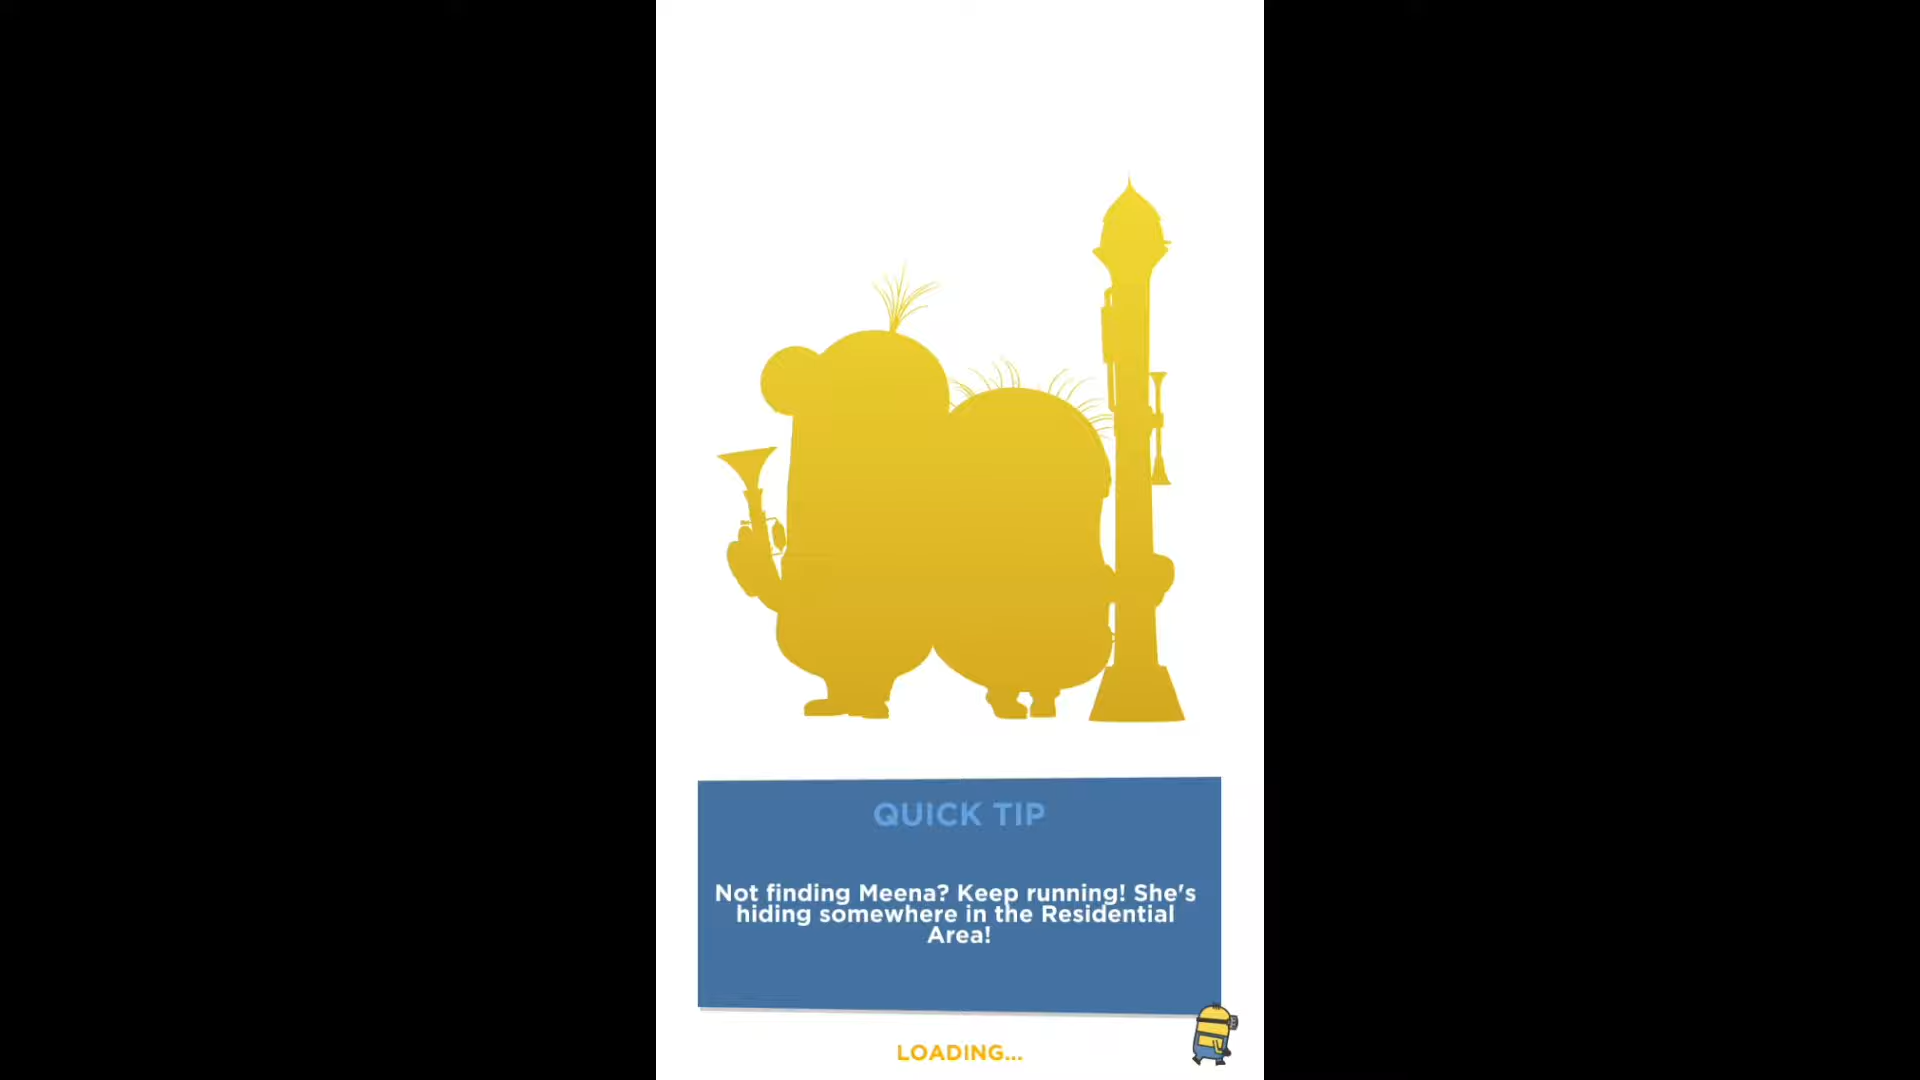 QUICK TIP
Not finding Meena? Keep running! She's
hiding somewhere in the Residential
Area!
LOADING...